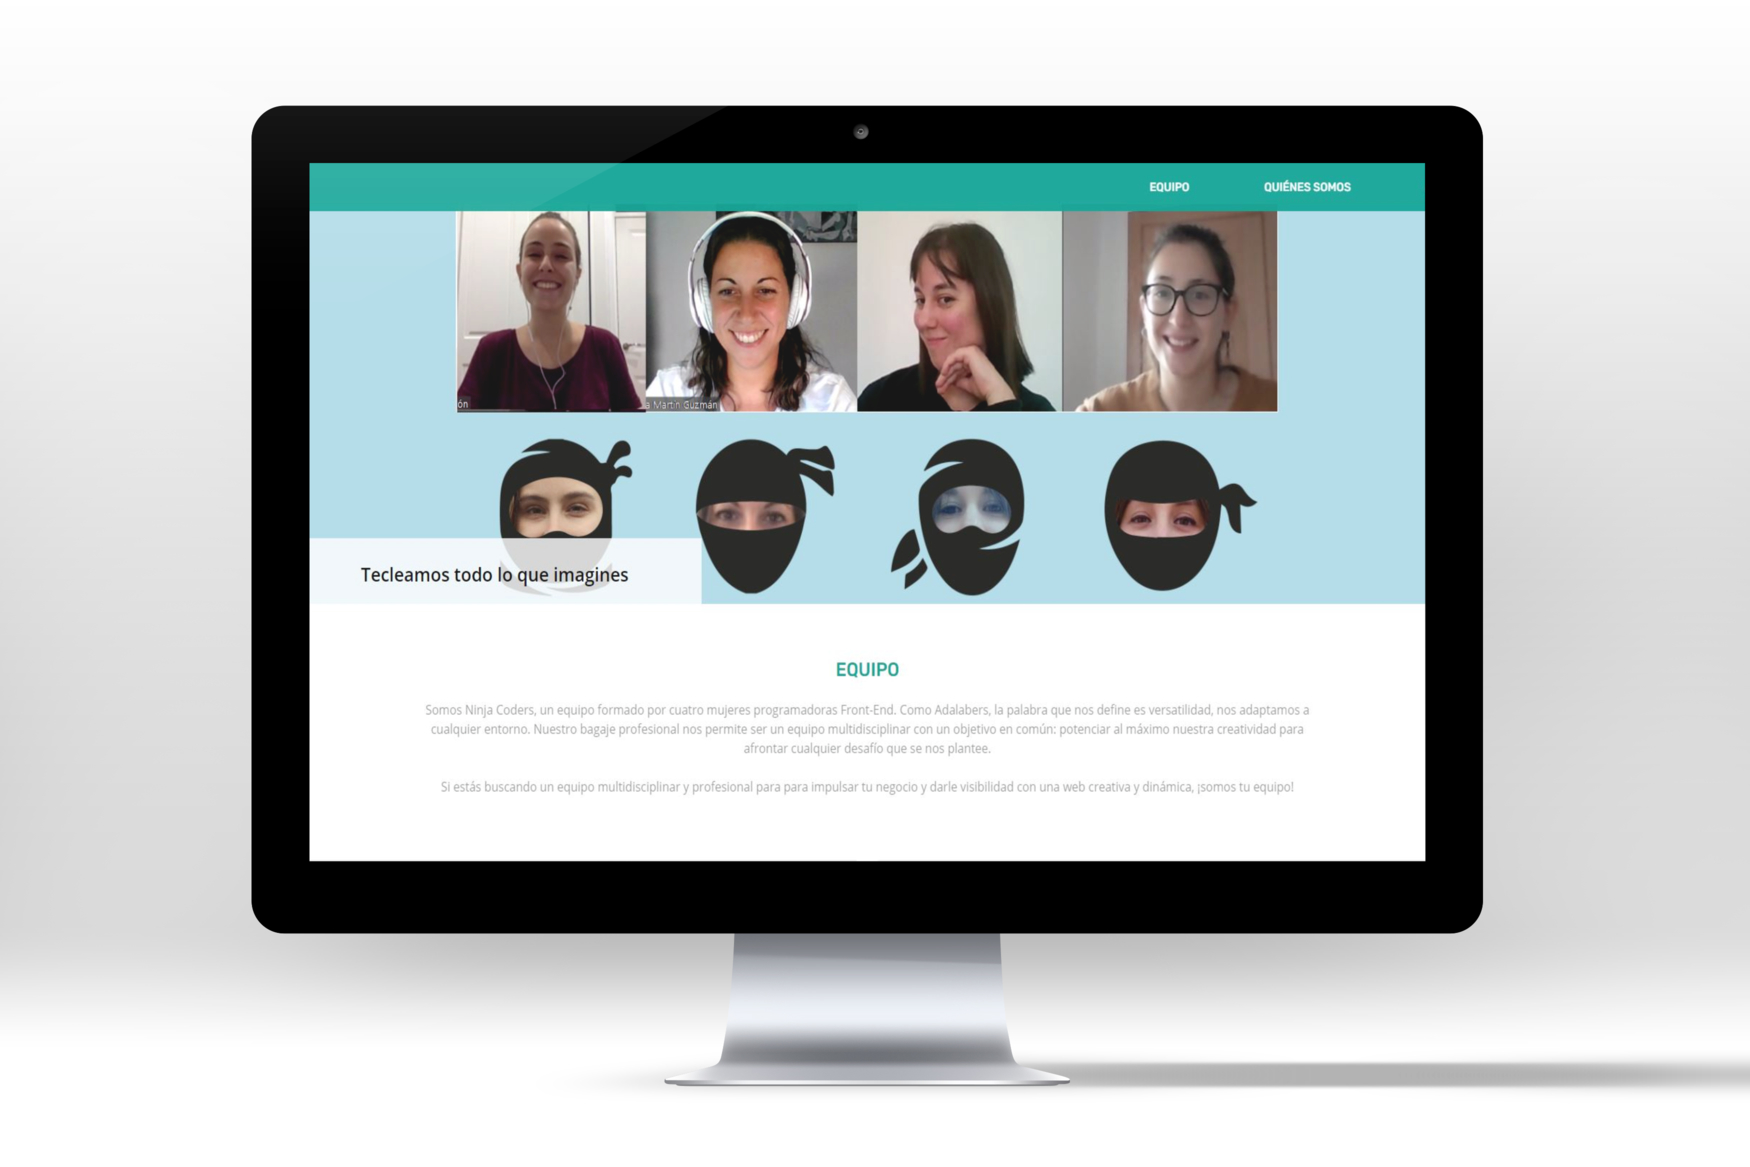 EQUIPO QUIÉNES SOMOS
ón a Martín Guzmán
Tecleamos todo lo que imagines
EQUIPO
Somos Ninja Coders, un equipo formado por cuatro mujeres programadoras Front-End. Como Adalabers, la palabra que nos define es versatilidad, nos adaptamos a
cualquier entorno. Nuestro bagaje profesional nos permite ser un equipo multidisciplinar con un objetivo en común: potenciar al máximo nuestra creatividad para
afrontar cualquier desafío que se nos plantee.
Si estás buscando un equipo multidisciplinar y profesional para para impulsar tu negocio y darle visibilidad con una web creativa y dinámica, ¡somos tu equipo!